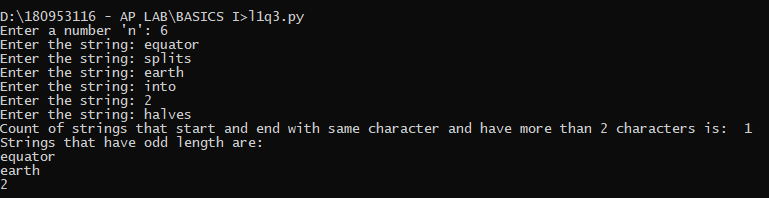 D:\180953116 - AP LAB\BASICS I>l1q3.py
Enter a number 'n': 6
Enter the string: equator
Enter the string: splits
Enter the string: earth
Enter the string: into
Enter the string: 2
Enter the string: halves
Count of strings that start and end with same character and have more than 2 characters is:  1
Strings that have odd length are:
equator
earth
2